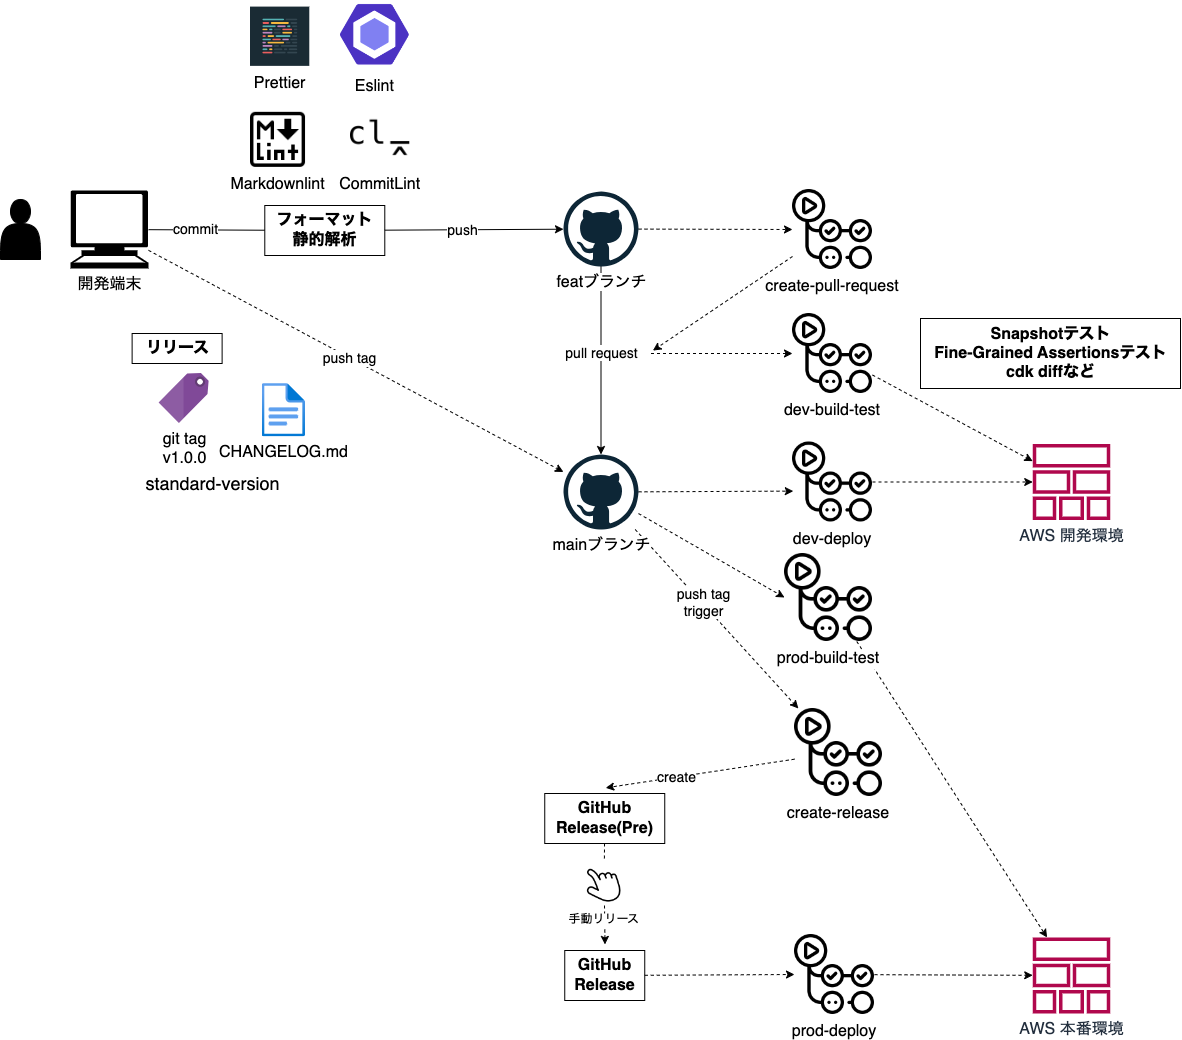 Prettier
Eslint
M
Lint
cl
Markdownlint
CommitLint
commit
フォーマット
静的解析
push
開発端末
featブランチ
create-pull-request
リリース
push tag
pull request
dev-build-test
Snapshotテスト
Fine-Grained Assertionsテスト
cdk diffなど
git tag
v1.0.0
CHANGELOG.md
standard-version
mainブランチ
dev-deploy
AWS 開発環境
push tag
trigger
prod-build-test
create
create-release
GitHub
Release(Pre)
手動リリース
GitHub
Release
prod-deploy
AWS 本番環境